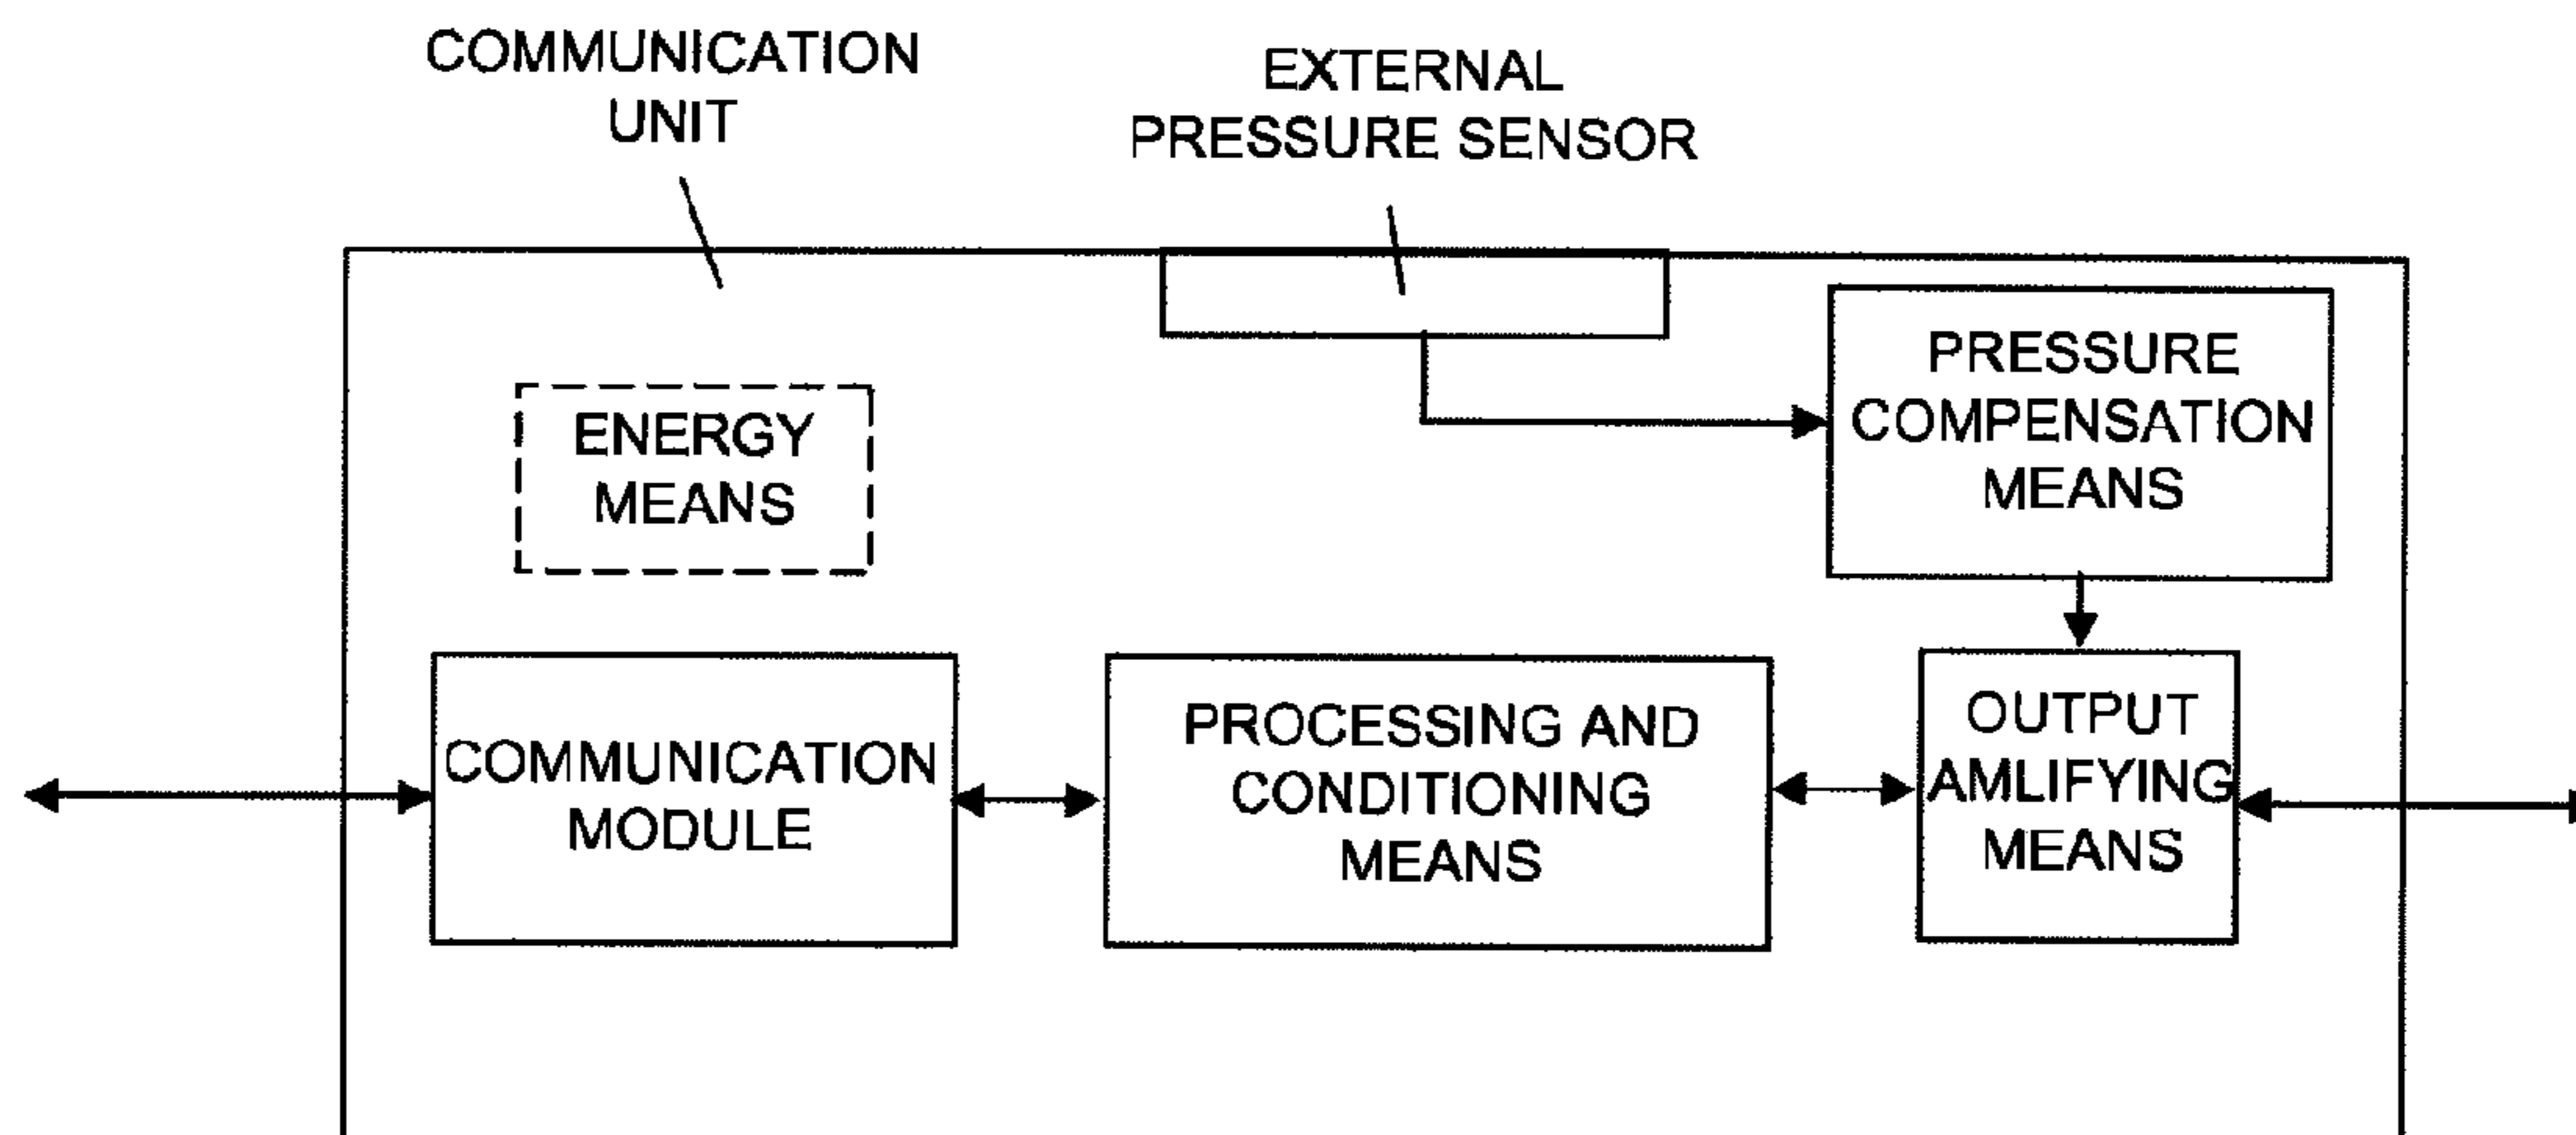 COMMUNICATION
UNIT
EXTERNAL
PRESSURE SENSOR
PRESSURE
COMPENSATION
MEANS
ENERGY
MEANS
COMMUNICATION
MODULE
PROCESSING AND
CONDITIONING
MEANS
OUTPUT
AMLIFYING
MEANS